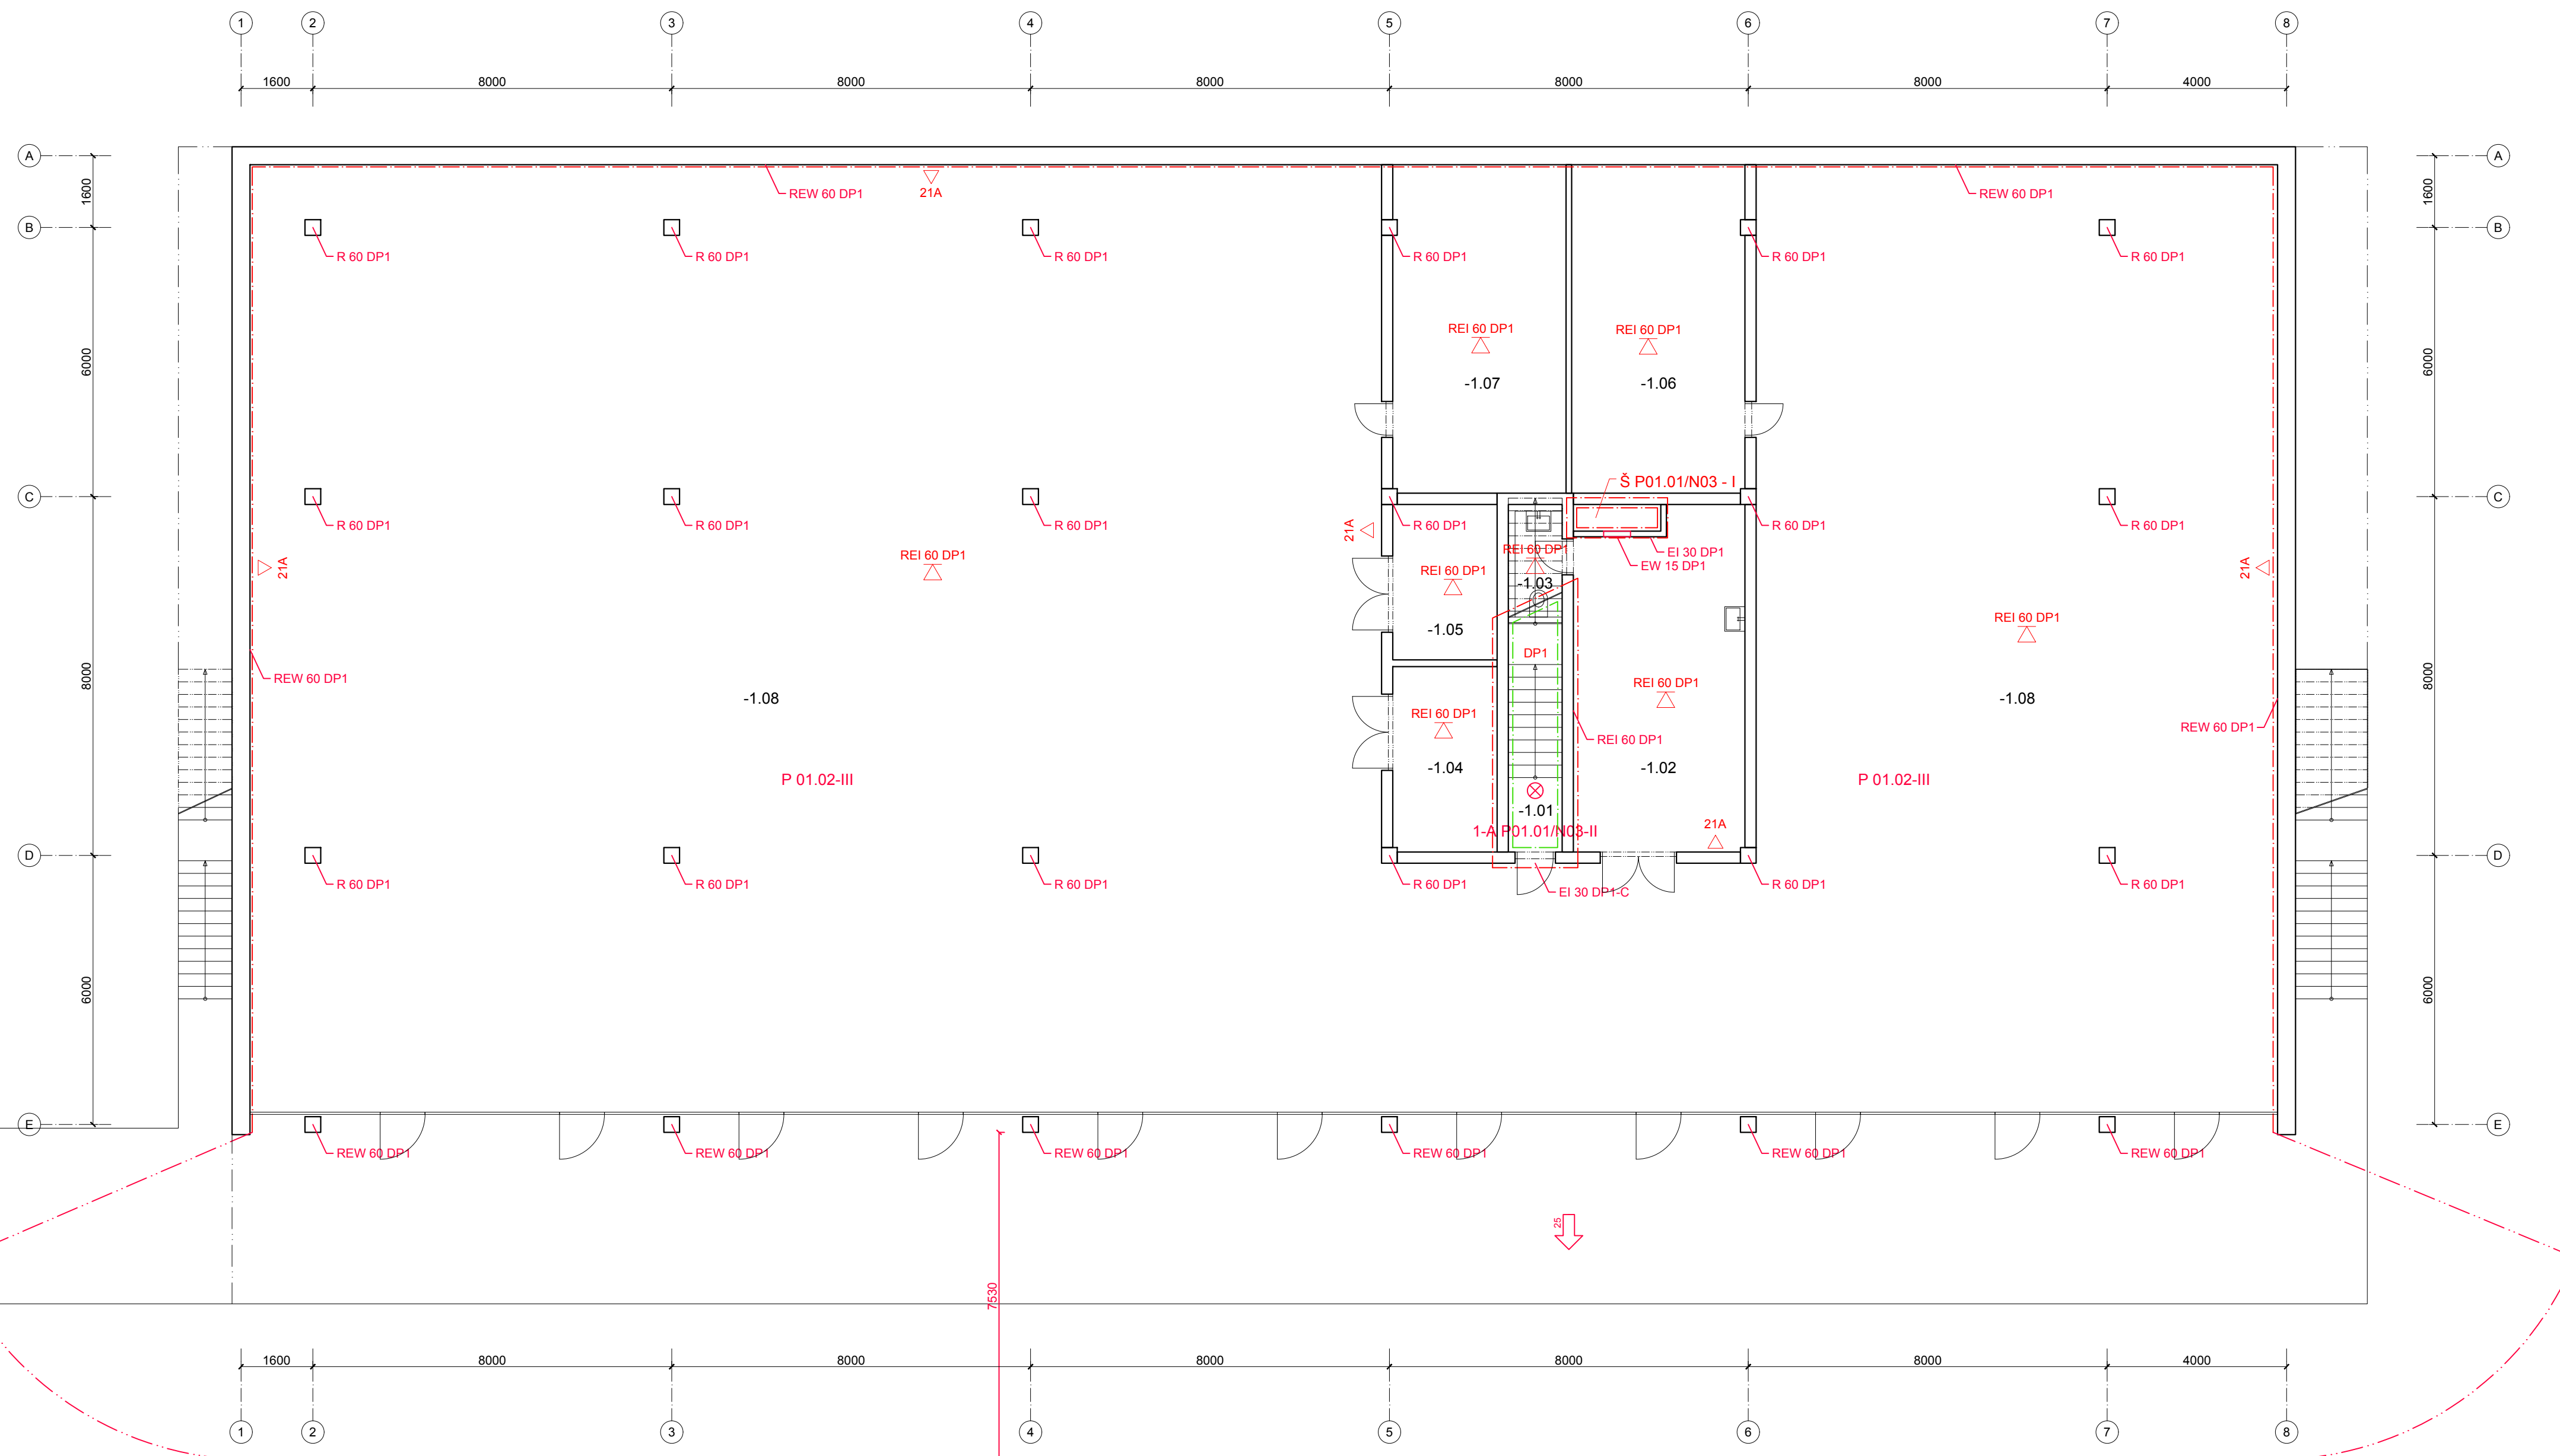 1 2 3 4 5 6 7 8
1600 8000 8000 8000 8000 8000 4000
A A
1600 REW 60 DP1 21A REW 60 DP1 1600
B B
R 60 DP1 R 60 DP1 R 60 DP1 R 60 DP1 R 60 DP1 R 60 DP1
REI 60 DP1 REI 60 DP1
6000 6000
-1.07 -1.06
Š P01.01/N03 - I
C C
R 60 DP1 R 60 DP1 R 60 DP1 21A R 60 DP1 R 60 DP1 R 60 DP1
REI 60 DP1 REI 60 DP1 EI 30 DP1
21A REI 60 DP1 -1.03 EW 15 DP1 21A
REI 60 DP1
-1.05
DP1
8000 REW 60 DP1 REI 60 DP1 8000
-1.08 -1.08
REI 60 DP1 REW 60 DP1
REI 60 DP1
-1.04 -1.02
P 01.02-III P 01.02-III
-1.01 21A
1-A P01.01/N03-II
D D
R 60 DP1 R 60 DP1 R 60 DP1 R 60 DP1 EI 30 DP1-C R 60 DP1 R 60 DP1
6000 6000
E E
REW 60 DP1 REW 60 DP1 REW 60 DP1 REW 60 DP1 REW 60 DP1 REW 60 DP1
25
7530
1600 8000 8000 8000 8000 8000 4000
1 2 3 4 5 6 7 8